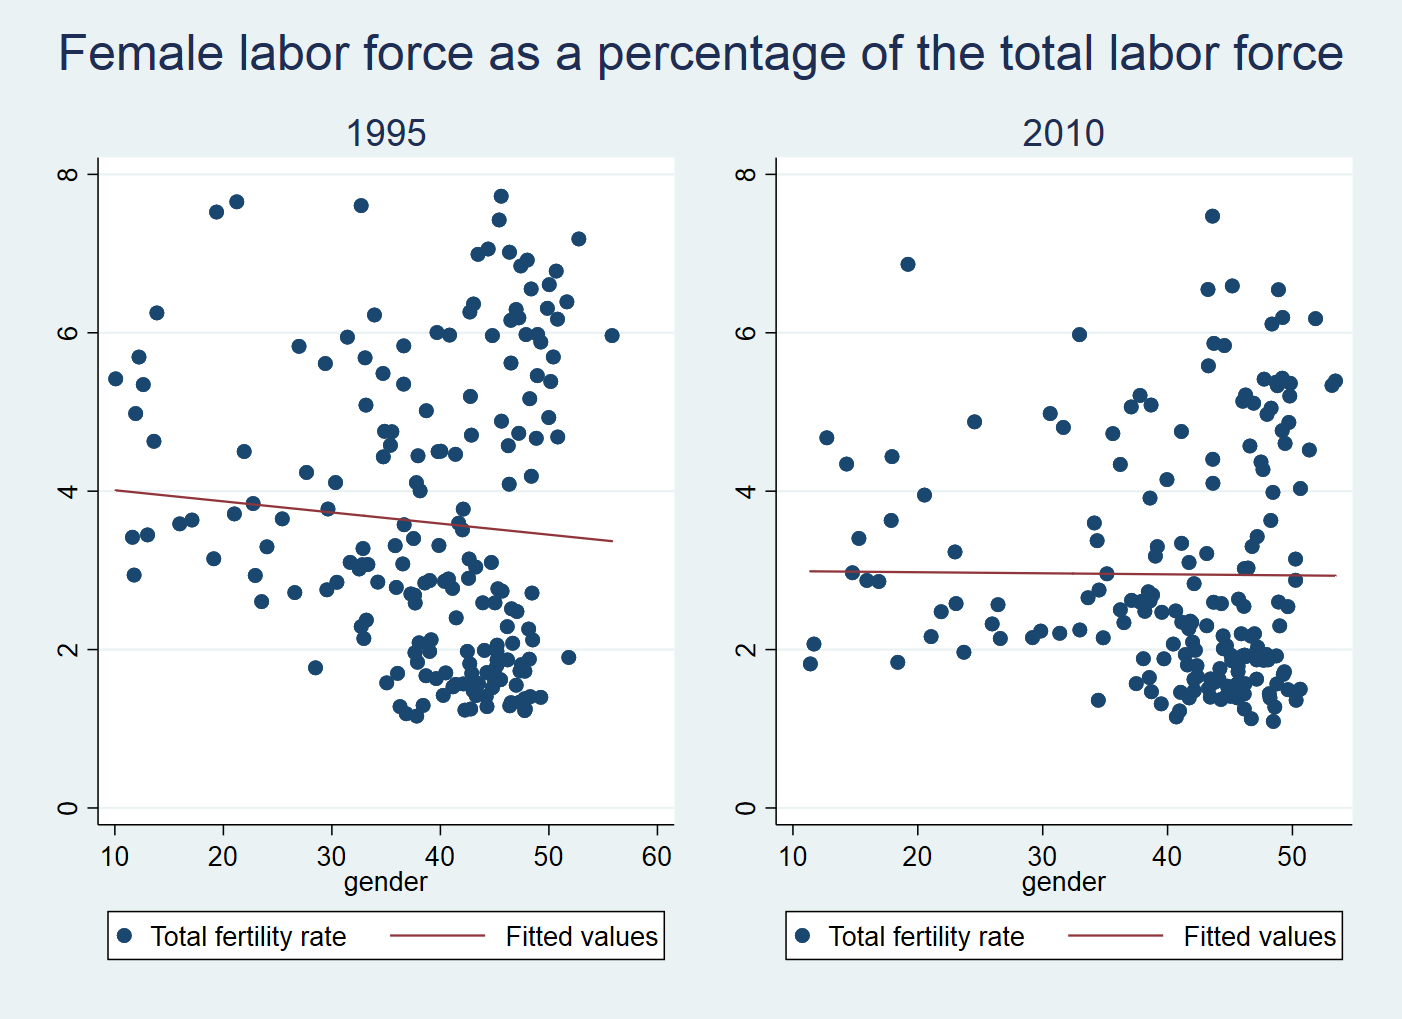 Female labor force as a percentage of the total labor force
1995
8
6
4
2
0
10 20 30 40 50 60
gender
Total fertility rate Fitted values
2010
8
6
4
2
0
10 20 30 40 50
gender
Total fertility rate Fitted values